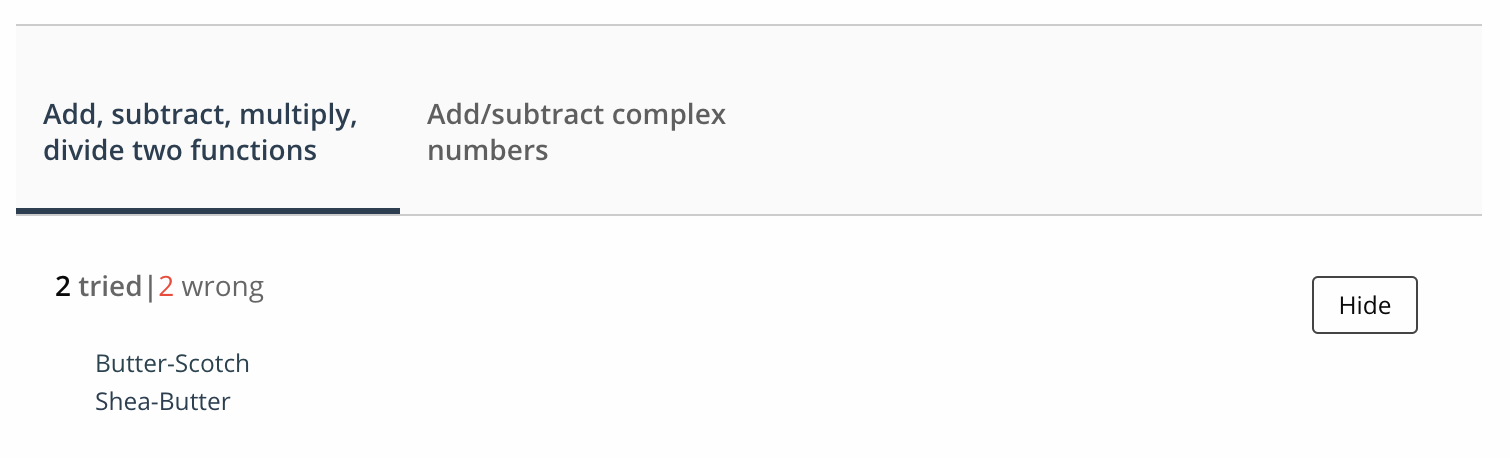 Add, subtract, multiply,
divide two functions
Add/subtract complex
numbers
2 tried|2 wrong
Hide
Butter-Scotch
Shea-Butter